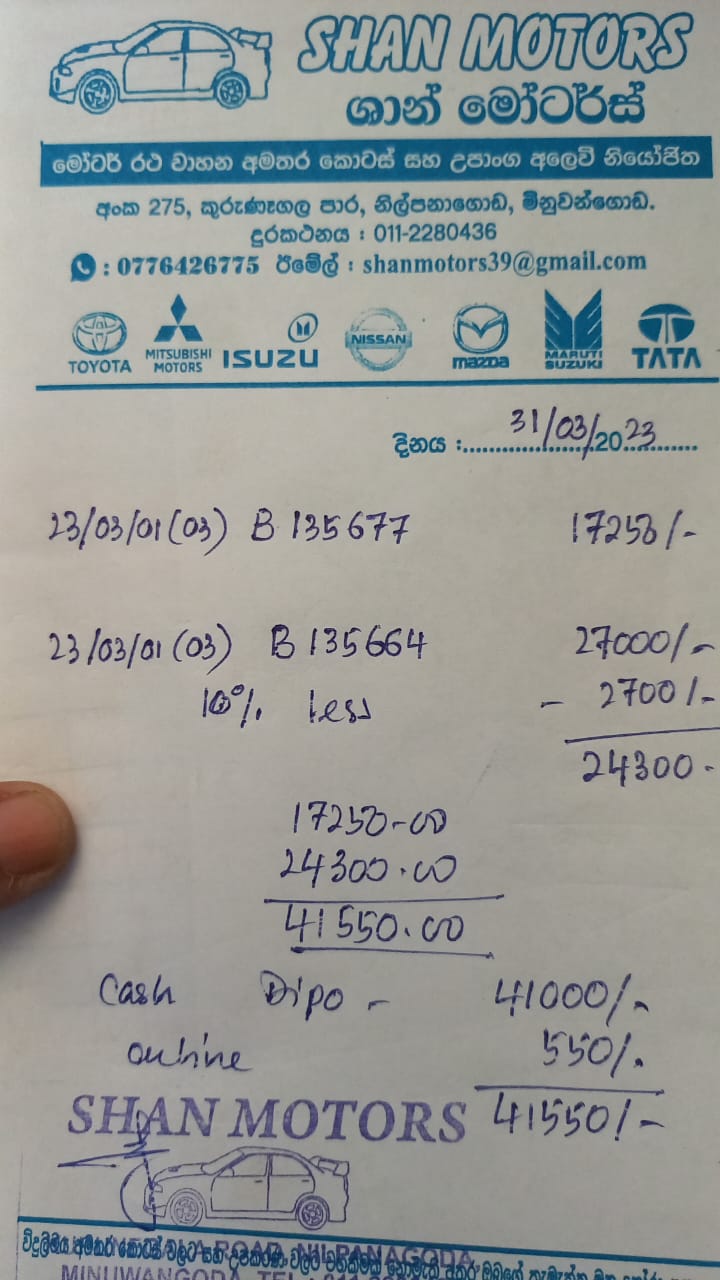 SHAN MOTORS
ශාන් මෝටර්ස්
මෝටර් රථ වාහන අමතර කොටස් සහ උපාංග අලෙවි නියෝජිත
අංක 275, කුරුණෑගල පාර, නිල්පනාගොඩ, මිනුවන්ගොඩ.
දුරකථනය : 011-2280436
: 0776426775 ඊමේල් : shanmotors39@gmail.com
TOYOTA MITSUBISHI MOTORS ISUZU NISSAN mazda MARUTI SUZUKI TATA
දිනය : 31/03/2023
23/03/01(03) B 135677 17250/-
23/03/01(03) B 135664 27000/-
10% Less - 2700/-
24300-
17250-00
24300.00
41550.00
Cash Dipo - 41000/-
online 550/-
SHAN MOTORS 41550/-
ROAD, NILPANAGODA
MINUWANGODA. TEL